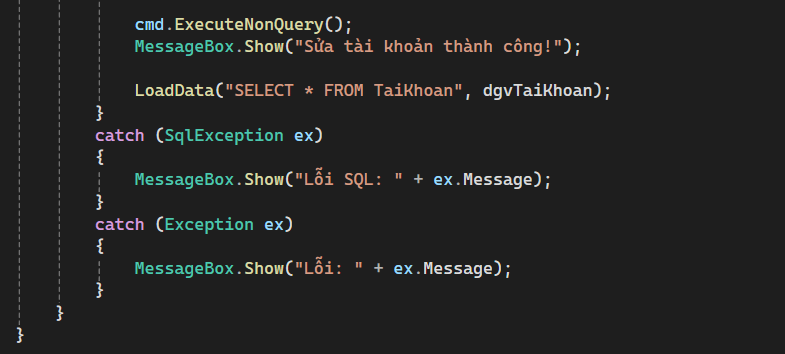 cmd.ExecuteNonQuery();
MessageBox.Show("Sửa tài khoản thành công!");
LoadData("SELECT * FROM TaiKhoan", dgvTaiKhoan);
}
catch (SqlException ex)
{
MessageBox.Show("Lỗi SQL: " + ex.Message);
}
catch (Exception ex)
{
MessageBox.Show("Lỗi: " + ex.Message);
}
}
}